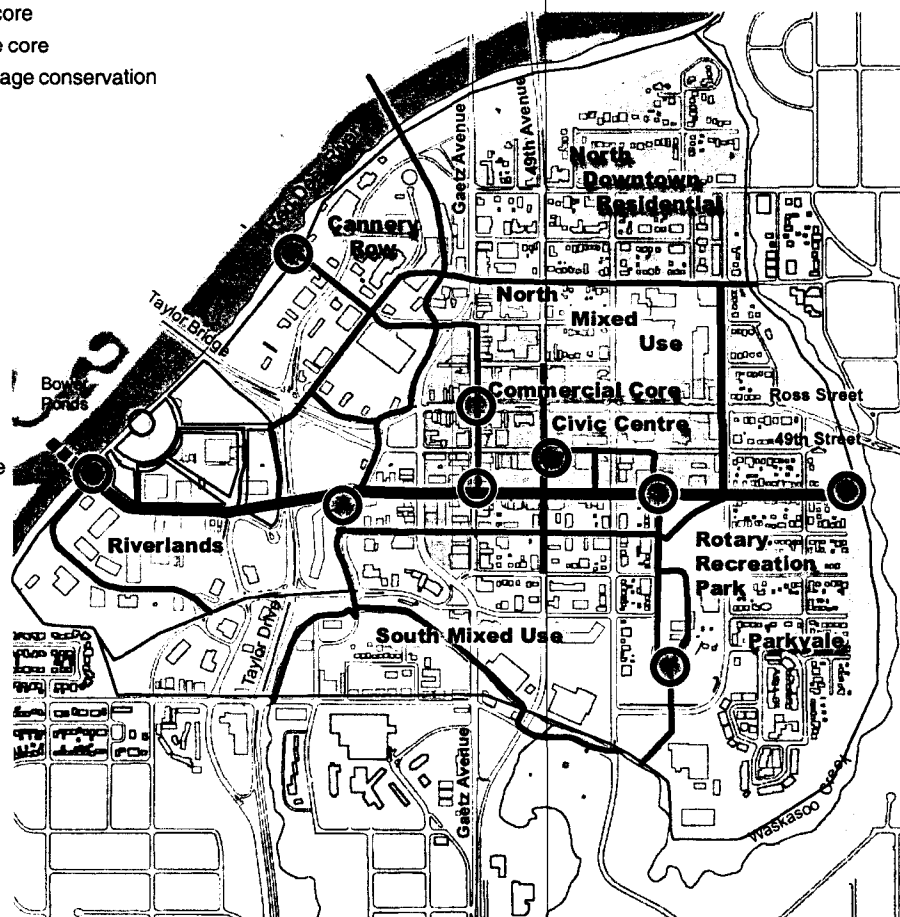 core
core
age conservation
Gaetz Avenue
49th Avenue
North
Downtown
Residential
Cannery
Row
North
Mixed
Use
Taylor Bridge
Bower
Ponds
Commercial Core
Ross Street
Civic Centre
49th Street
Riverlands
Rotary
Recreation
Park
Taylor Drive
South Mixed Use
Parkvale
Gaetz Avenue
Waskasoo Creek